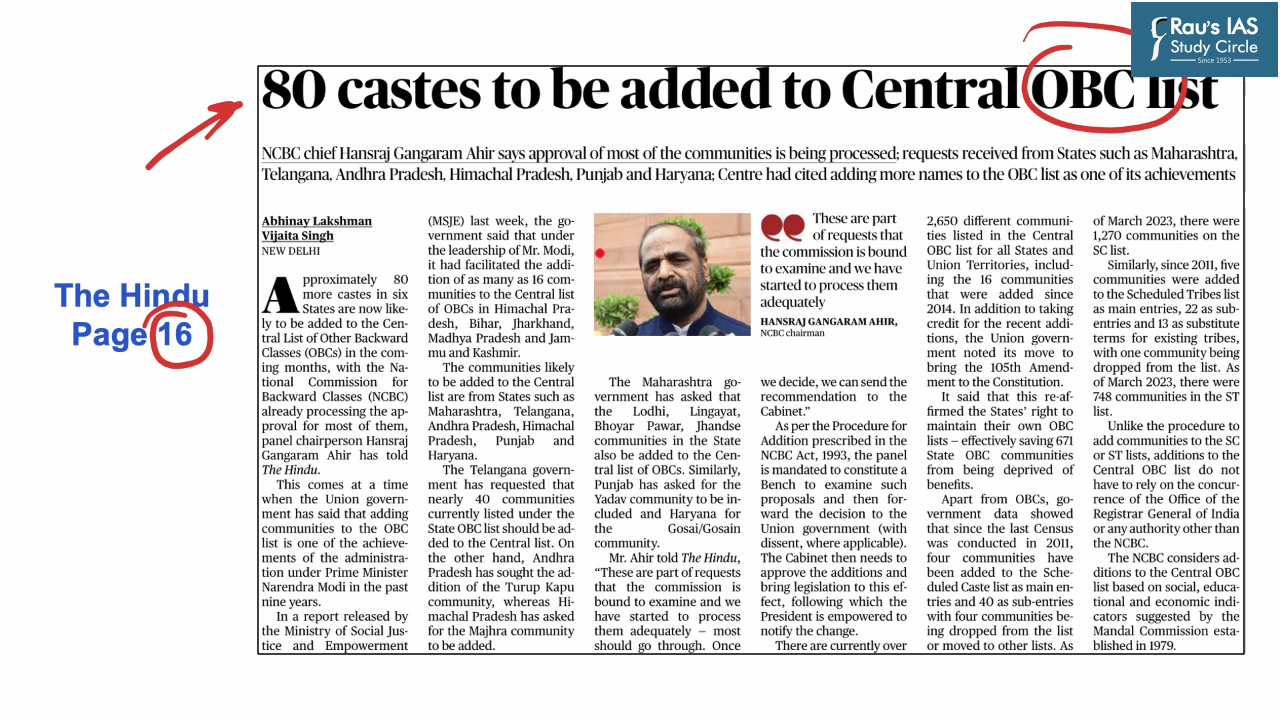 Rau's IAS
Study Circle
Since 1953
80 castes to be added to Central OBC list
NCBC chief Hansraj Gangaram Ahir says approval of most of the communities is being processed; requests received from States such as Maharashtra,
Telangana, Andhra Pradesh, Himachal Pradesh, Punjab and Haryana; Centre had cited adding more names to the OBC list as one of its achievements
The Hindu
Page 16
Abhinay Lakshman
Vijaita Singh
NEW DELHI
Approximately 80
more castes in six
States are now like-
ly to be added to the Cen-
tral List of Other Backward
Classes (OBCs) in the com-
ing months, with the Na-
tional Commission for
Backward Classes (NCBC)
already processing the ap-
proval for most of them,
panel chairperson Hansraj
Gangaram Ahir has told
The Hindu.
This comes at a time
when the Union govern-
ment has said that adding
communities to the OBC
list is one of the achieve-
ments of the administra-
tion under Prime Minister
Narendra Modi in the past
nine years.
In a report released by
the Ministry of Social Jus-
tice and Empowerment
(MSJE) last week, the go-
vernment said that under
the leadership of Mr. Modi,
it had facilitated the addi-
tion of as many as 16 com-
munities to the Central list
of OBCs in Himachal Pra-
desh, Bihar, Jharkhand,
Madhya Pradesh and Jam-
mu and Kashmir.
The communities likely
to be added to the Central
list are from States such as
Maharashtra, Telangana,
Andhra Pradesh, Himachal
Pradesh, Punjab and
Haryana.
The Telangana govern-
ment has requested that
nearly 40 communities
currently listed under the
State OBC list should be ad-
ded to the Central list. On
the other hand, Andhra
Pradesh has sought the ad-
dition of the Turup Kapu
community, whereas Hi-
machal Pradesh has asked
for the Majhra community
to be added.
These are part
of requests that
the commission is bound
to examine and we have
started to process them
adequately
HANSRAJ GANGARAM AHIR,
NCBC chairman
The Maharashtra go-
vernment has asked that
the Lodhi, Lingayat,
Bhoyar Pawar, Jhandse
communities in the State
also be added to the Cen-
tral list of OBCs. Similarly,
Punjab has asked for the
Yadav community to be in-
cluded and Haryana for
the Gosai/Gosain
community.
Mr. Ahir told The Hindu,
“These are part of requests
that the commission is
bound to examine and we
have started to process
them adequately – most
should go through. Once
we decide, we can send the
recommendation to the
Cabinet.”
As per the Procedure for
Addition prescribed in the
NCBC Act, 1993, the panel
is mandated to constitute a
Bench to examine such
proposals and then for-
ward the decision to the
Union government (with
dissent, where applicable).
The Cabinet then needs to
approve the additions and
bring legislation to this ef-
fect, following which the
President is empowered to
notify the change.
There are currently over
2,650 different communi-
ties listed in the Central
OBC list for all States and
Union Territories, includ-
ing the 16 communities
that were added since
2014. In addition to taking
credit for the recent addi-
tions, the Union govern-
ment noted its move to
bring the 105th Amend-
ment to the Constitution.
It said that this re-af-
firmed the States’ right to
maintain their own OBC
lists – effectively saving 671
State OBC communities
from being deprived of
benefits.
Apart from OBCs, go-
vernment data showed
that since the last Census
was conducted in 2011,
four communities have
been added to the Sche-
duled Caste list as main en-
tries and 40 as sub-entries
with four communities be-
ing dropped from the list
or moved to other lists. As
of March 2023, there were
1,270 communities on the
SC list.
Similarly, since 2011, five
communities were added
to the Scheduled Tribes list
as main entries, 22 as sub-
entries and 13 as substitute
terms for existing tribes,
with one community being
dropped from the list. As
of March 2023, there were
748 communities in the ST
list.
Unlike the procedure to
add communities to the SC
or ST lists, additions to the
Central OBC list do not
have to rely on the concur-
rence of the Office of the
Registrar General of India
or any authority other than
the NCBC.
The NCBC considers ad-
ditions to the Central OBC
list based on social, educa-
tional and economic indi-
cators suggested by the
Mandal Commission esta-
blished in 1979.